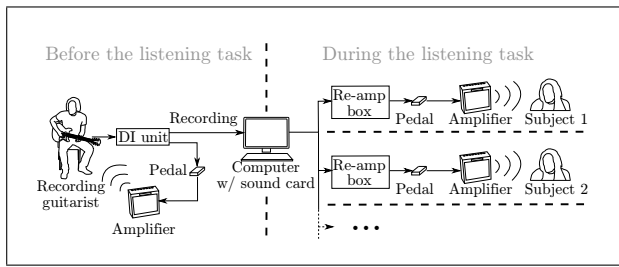 Before the listening task
During the listening task
Recording
DI unit
Pedal
Recording
guitarist
Amplifier
Computer
w/ sound card
Re-amp
box
Pedal
Amplifier
Subject 1
Re-amp
box
Pedal
Amplifier
Subject 2